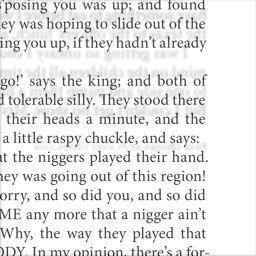 posing you was up; and found
ey was hoping to slide out of the
ing you up, if they hadn't already
go!' says the king; and both of
d tolerable silly. They stood there
their heads a minute, and the
a little raspy chuckle, and says:
at the niggers played their hand.
hey was going out of this region!
orry, and so did you, and so did
ME any more that a nigger ain't
Why, the way they played that
ODY. In my opinion, there's a for-